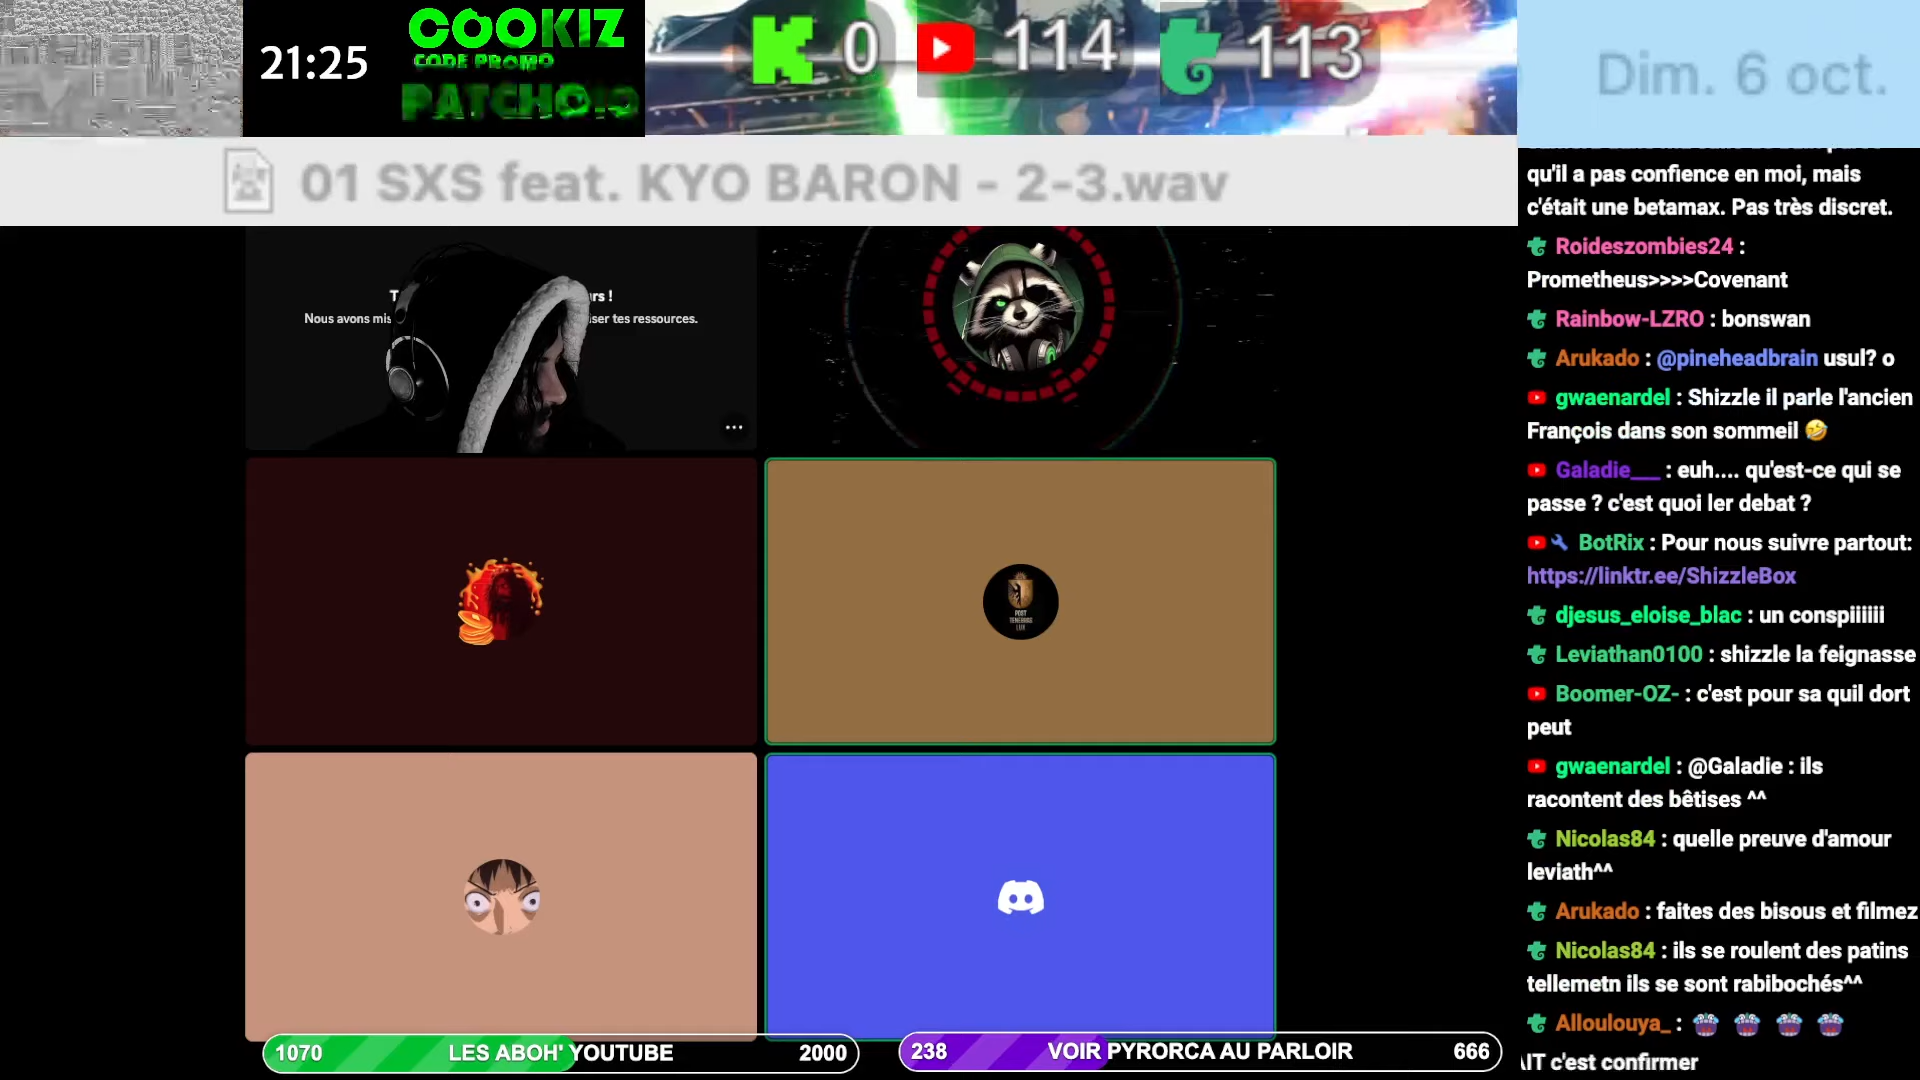 21:25
COOKIZ
CODE PROMO
0
114
113
Dim. 6 oct.
01 SXS feat. KYO BARON - 2-3.wav
Nous avons mis
iser tes ressources.
POST
TENEBRAS
LUX
qu'il a pas confience en moi, mais
c'était une betamax. Pas très discret.
Roideszombies24 :
Prometheus>>>>Covenant
Rainbow-LZRO : bonswan
Arukado : @pineheadbrain usul? o
gwaenardel : Shizzle il parle l'ancien
François dans son sommeil 🤣
Galadie___ : euh.... qu'est-ce qui se
passe ? c'est quoi ler debat ?
BotRix : Pour nous suivre partout:
https://linktr.ee/ShizzleBox
djesus_eloise_blac : un conspiiiiii
Leviathan0100 : shizzle la feignasse
Boomer-OZ- : c'est pour sa quil dort
peut
gwaenardel : @Galadie : ils
racontent des bêtises ^^
Nicolas84 : quelle preuve d'amour
leviath^^
Arukado : faites des bisous et filmez
Nicolas84 : ils se roulent des patins
tellemetn ils se sont rabibochés^^
Alloulouya_ :
IT c'est confirmer
1070 LES ABOH' YOUTUBE 2000
238 VOIR PYRORCA AU PARLOIR 666